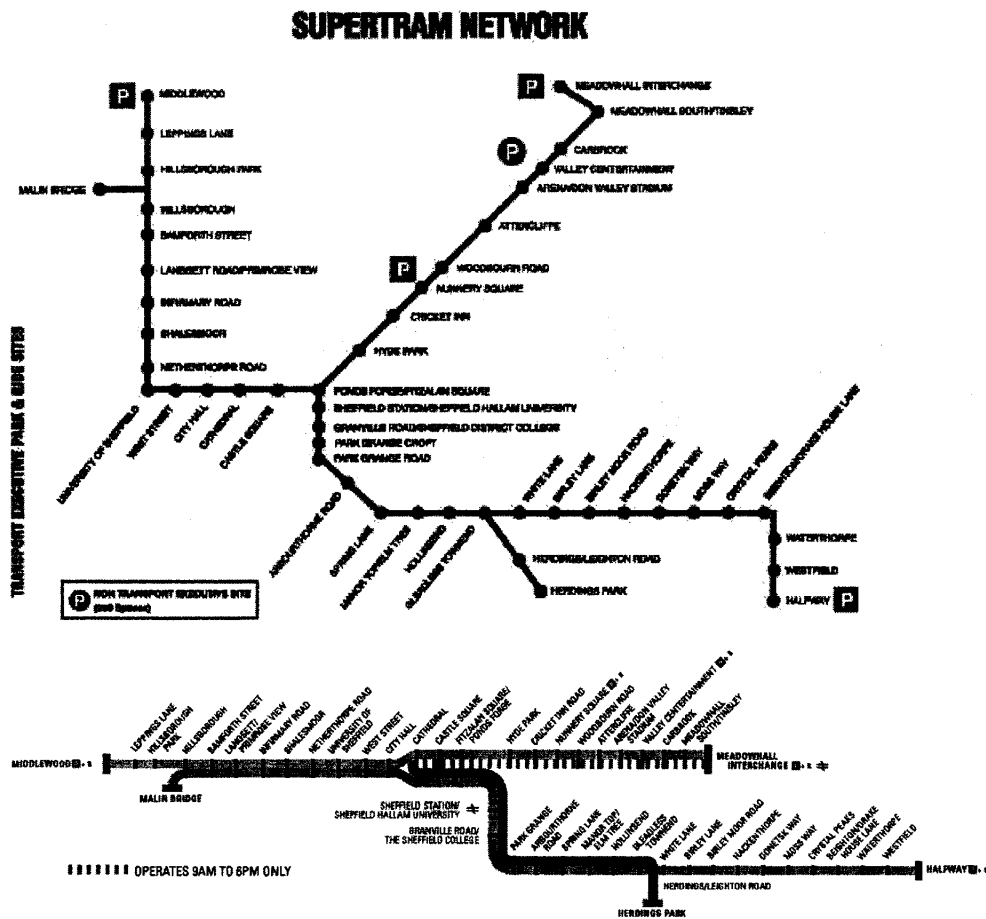 SUPERTRAM NETWORK
P
MIDDLEWOOD
LEPPINGS LANE
HILLSBOROUGH PARK
MALIN BRIDGE
HILLSBOROUGH
BAMFORTH STREET
LANGSETT ROAD/PRIMROSE VIEW
INFIRMARY ROAD
SHALESMOOR
NETHERTHORPE ROAD
UNIVERSITY OF SHEFFIELD
WEST STREET
CITY HALL
CATHEDRAL
CASTLE SQUARE
P
MEADOWHALL INTERCHANGE
MEADOWHALL SOUTH/TINSLEY
P
CARBROOK
VALLEY CENTERTAINMENT
ARENA/DON VALLEY STADIUM
ATTERCLIFFE
P
WOODBOURN ROAD
NUNNERY SQUARE
CRICKET INN
HYDE PARK
PONDS FORGE/FITZALAN SQUARE
SHEFFIELD STATION/SHEFFIELD HALLAM UNIVERSITY
GRANVILLE ROAD/SHEFFIELD DISTRICT COLLEGE
PARK GRANGE CROFT
PARK GRANGE ROAD
ARBOURTHORNE ROAD
SPRING LANE
MANOR TOP/ELM TREE
HOLLINSEND
GLEADLESS TOWNEND
WHITE LANE
BIRLEY LANE
BIRLEY MOOR ROAD
HACKENTHORPE
DONETSK WAY
MOSS WAY
CRYSTAL PEAKS
BEIGHTON/DRAKE HOUSE LANE
WATERTHORPE
WESTFIELD
HALFWAY
P
HERDINGS/LEIGHTON ROAD
HERDINGS PARK
TRANSPORT EXECUTIVE PARK & RIDE SITES
P NON TRANSPORT EXECUTIVE SITE
LEPPINGS LANE
HILLSBOROUGH
PARK
HILLSBOROUGH
BAMFORTH STREET
LANGSETT/
PRIMROSE VIEW
INFIRMARY ROAD
SHALESMOOR
NETHERTHORPE ROAD
UNIVERSITY OF
SHEFFIELD
WEST STREET
CITY HALL
CATHEDRAL
CASTLE SQUARE
FITZALAN SQUARE/
PONDS FORGE
HYDE PARK
CRICKET INN ROAD
NUNNERY SQUARE
WOODBOURN ROAD
ATTERCLIFFE
ARENA/DON VALLEY
STADIUM
VALLEY CENTERTAINMENT
CARBROOK
MEADOWHALL
SOUTH/TINSLEY
MIDDLEWOOD
MEADOWHALL
INTERCHANGE
MALIN BRIDGE
SHEFFIELD STATION/
SHEFFIELD HALLAM UNIVERSITY
GRANVILLE ROAD/
THE SHEFFIELD COLLEGE
PARK GRANGE
ARBOURTHORNE
ROAD
SPRING LANE
MANOR TOP/
ELM TREE
HOLLINSEND
GLEADLESS
TOWNEND
WHITE LANE
BIRLEY LANE
BIRLEY MOOR ROAD
HACKENTHORPE
DONETSK WAY
MOSS WAY
CRYSTAL PEAKS
BEIGHTON/DRAKE
HOUSE LANE
WATERTHORPE
WESTFIELD
HALFWAY
OPERATES 9AM TO 6PM ONLY
HERDINGS/LEIGHTON ROAD
HERDINGS PARK